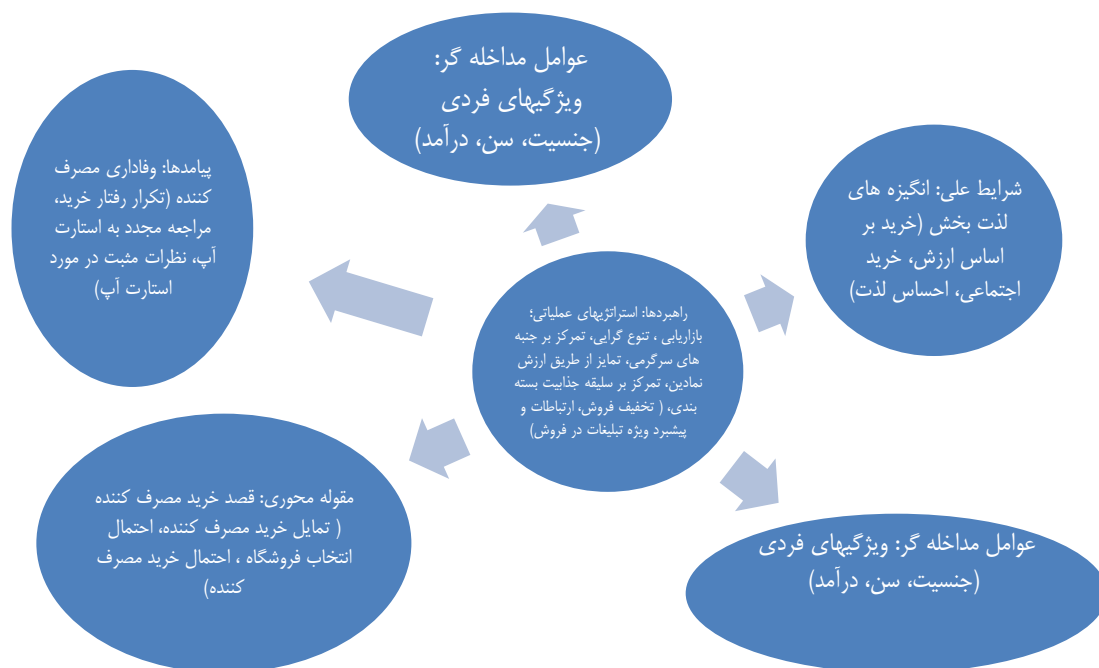 عوامل مداخله گر:
ویژگیهای فردی
(جنسیت، سن، درآمد)
شرایط علی: انگیزه های
لذت بخش (خرید بر
اساس ارزش، خرید
اجتماعی، احساس لذت)
پیامدها: وفاداری مصرف
کننده (تکرار رفتار خرید،
مراجعه مجدد به استارت
آپ، نظرات مثبت در مورد
استارت آپ)
راهبردها: استراتژیهای عملیاتی؛
بازاریابی ، تنوع گرایی، تمرکز بر جنبه
های سرگرمی، تمایز از طریق ارزش
نمادین، تمرکز بر سلیقه جذابیت بسته
بندی، ( تخفیف فروش، ارتباطات و
پیشبرد ویژه تبلیغات در فروش)
مقوله محوری: قصد خرید مصرف کننده
( تمایل خرید مصرف کننده، احتمال
انتخاب فروشگاه ، احتمال خرید مصرف
کننده)
عوامل مداخله گر: ویژگیهای فردی
(جنسیت، سن، درآمد)